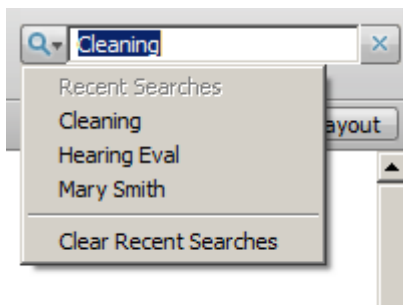 Cleaning
Recent Searches
Cleaning
ayout
Hearing Eval
Mary Smith
Clear Recent Searches